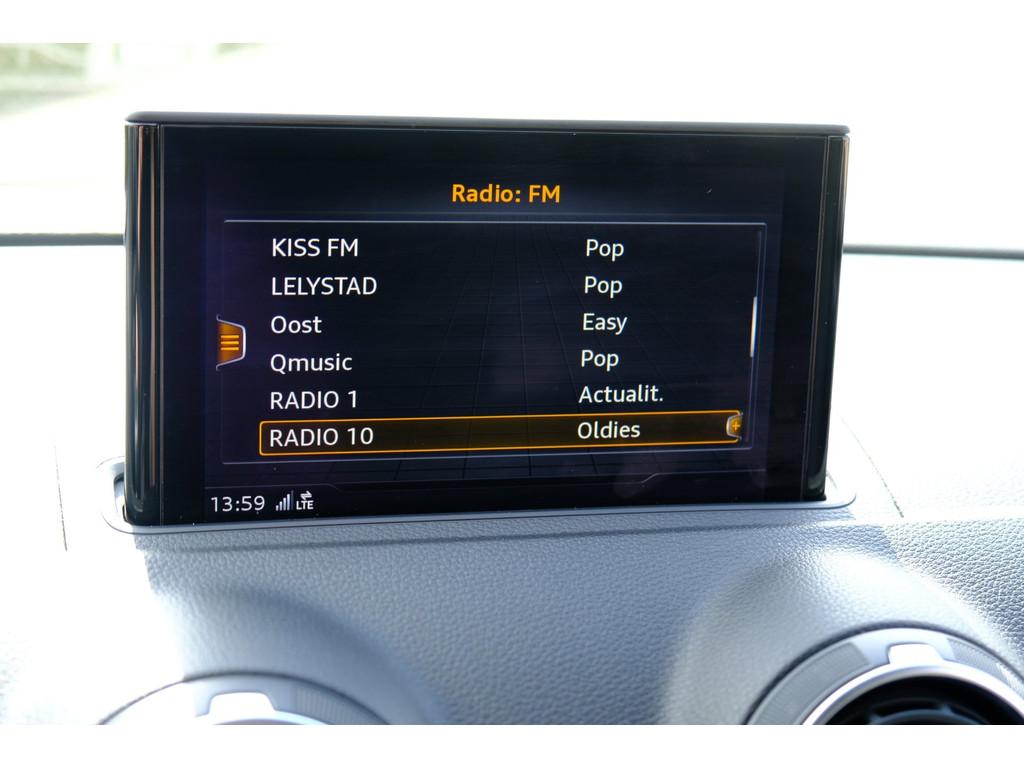 Radio: FM
KISS FM Pop
LELYSTAD Pop
Oost Easy
Qmusic Pop
RADIO 1 Actualit.
RADIO 10 Oldies
13:59 LTE